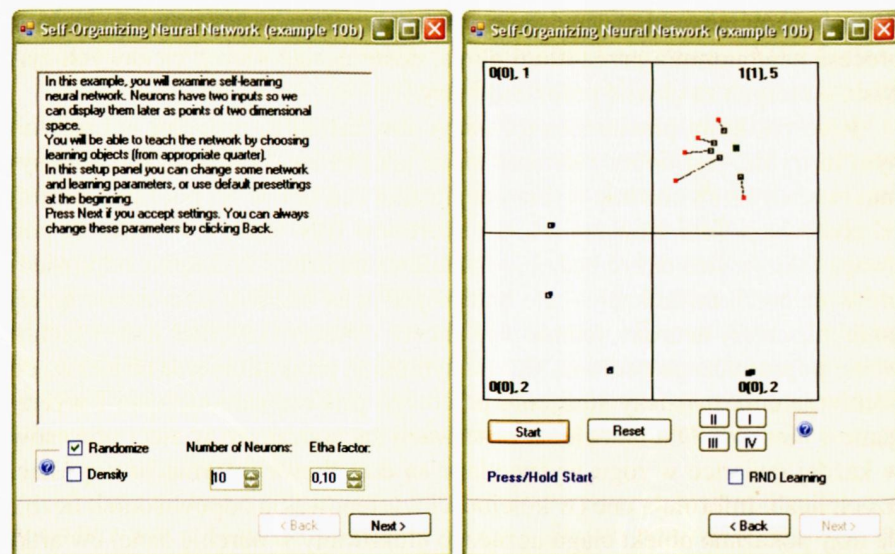 Self-Organizing Neural Network (example 10b)
In this example, you will examine self-learning
neural network. Neurons have two inputs so we
can display them later as points of two dimensional
space.
You will be able to teach the network by choosing
learning objects (from appropriate quarter).
In this setup panel you can change some network
and learning parameters, or use default presettings
at the beginning.
Press Next if you accept settings. You can always
change these parameters by clicking Back.
Randomize
Number of Neurons:
Etha factor:
Density
10
0,10
< Back
Next >
Self-Organizing Neural Network (example 10b)
0(0), 1
1(1), 5
0(0), 2
0(0), 2
Start
Reset
II
I
III
IV
Press/Hold Start
RND Learning
< Back
Next >